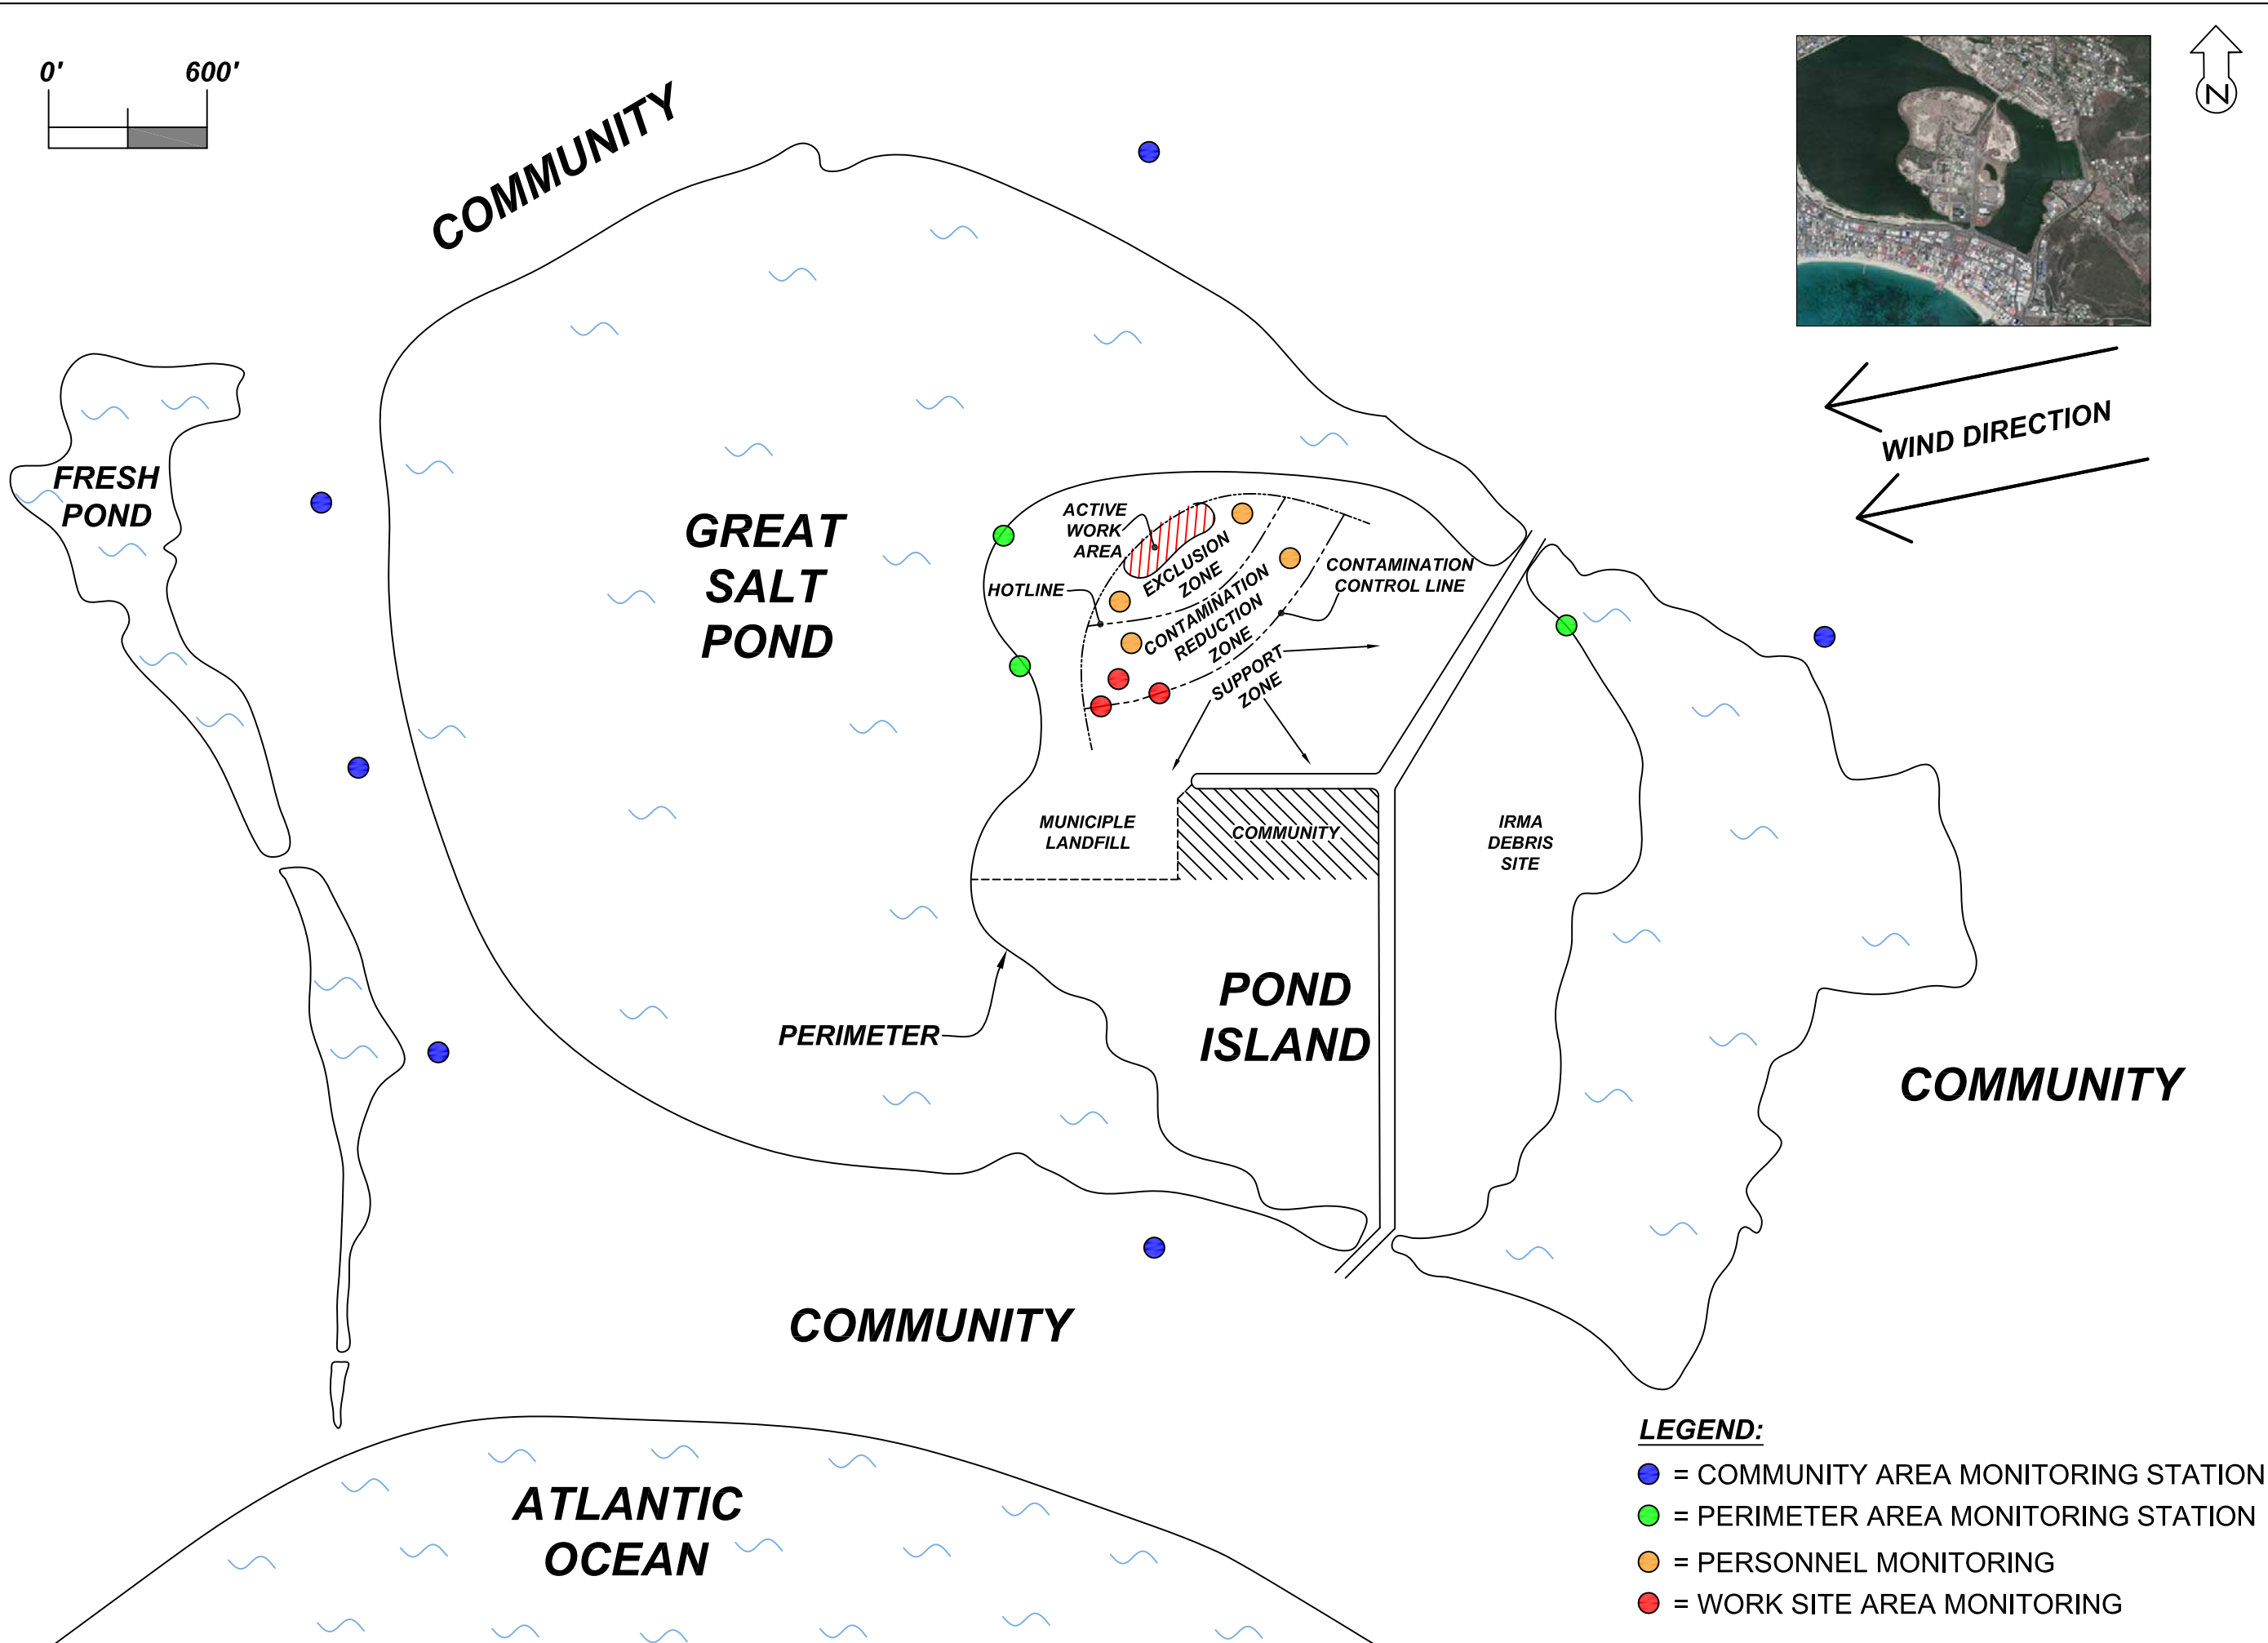 0' 600'
N
COMMUNITY
WIND DIRECTION
FRESH
POND
GREAT
SALT
POND
ACTIVE
WORK
AREA
EXCLUSION
ZONE
HOTLINE
CONTAMINATION
REDUCTION
ZONE
CONTAMINATION
CONTROL LINE
SUPPORT
ZONE
MUNICIPLE
LANDFILL
COMMUNITY
IRMA
DEBRIS
SITE
POND
ISLAND
PERIMETER
COMMUNITY
COMMUNITY
ATLANTIC
OCEAN
LEGEND:
= COMMUNITY AREA MONITORING STATION
= PERIMETER AREA MONITORING STATION
= PERSONNEL MONITORING
= WORK SITE AREA MONITORING